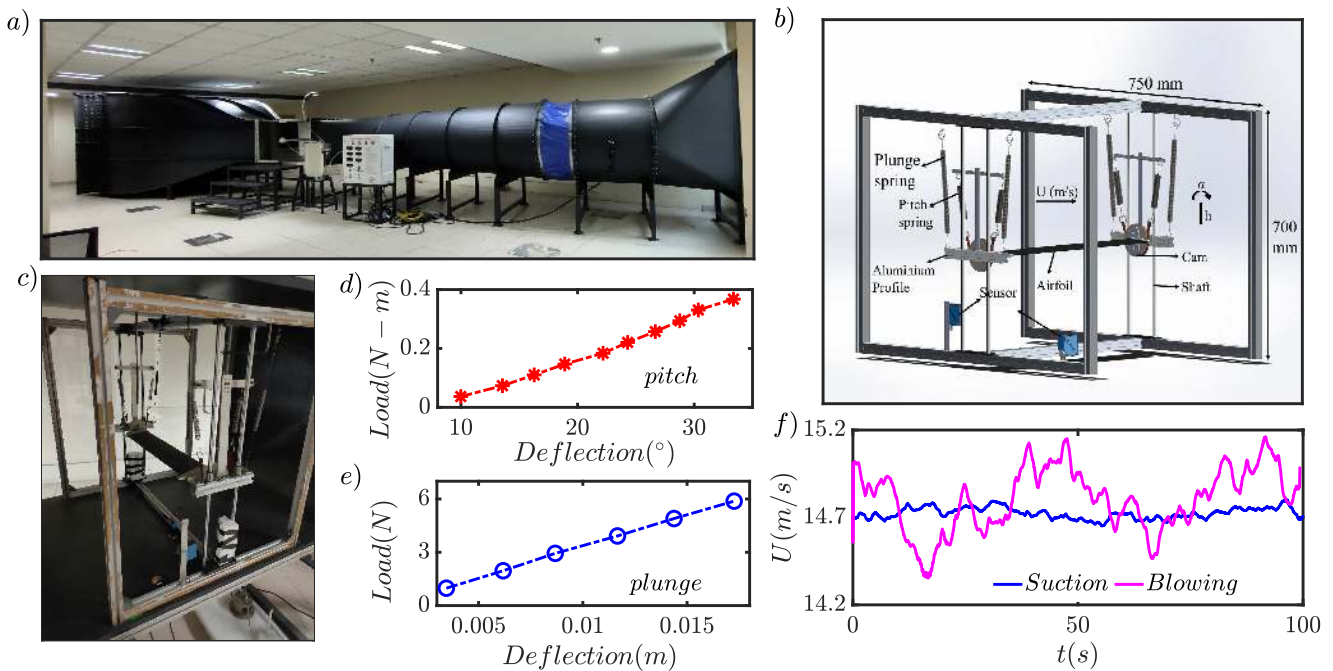 a)
b)
750 mm
Plunge
spring
Pitch
spring
U (m/s)
α
h
700
mm
Aluminium
Profile
Sensor
Airfoil
Cam
Shaft
c)
d)
Load(N − m)
0.4
0.2
0
pitch
10
20
30
Deflection(°)
e)
Load(N)
6
3
0
plunge
0.005
0.01
0.015
Deflection(m)
f)
U(m/s)
15.2
14.7
14.2
Suction
Blowing
0
50
100
t(s)